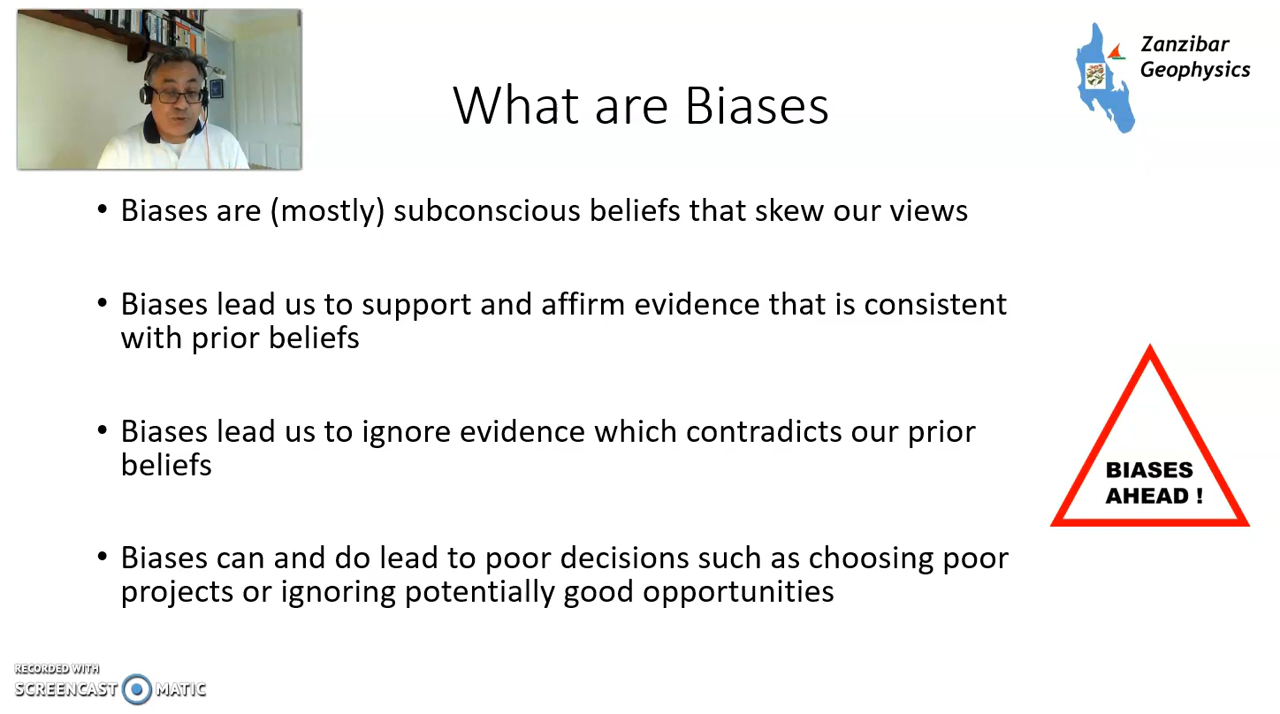 Zanzibar
Geophysics
What are Biases
• Biases are (mostly) subconscious beliefs that skew our views
• Biases lead us to support and affirm evidence that is consistent
with prior beliefs
• Biases lead us to ignore evidence which contradicts our prior
beliefs
BIASES
AHEAD !
• Biases can and do lead to poor decisions such as choosing poor
projects or ignoring potentially good opportunities
RECORDED WITH
SCREENCAST MATIC